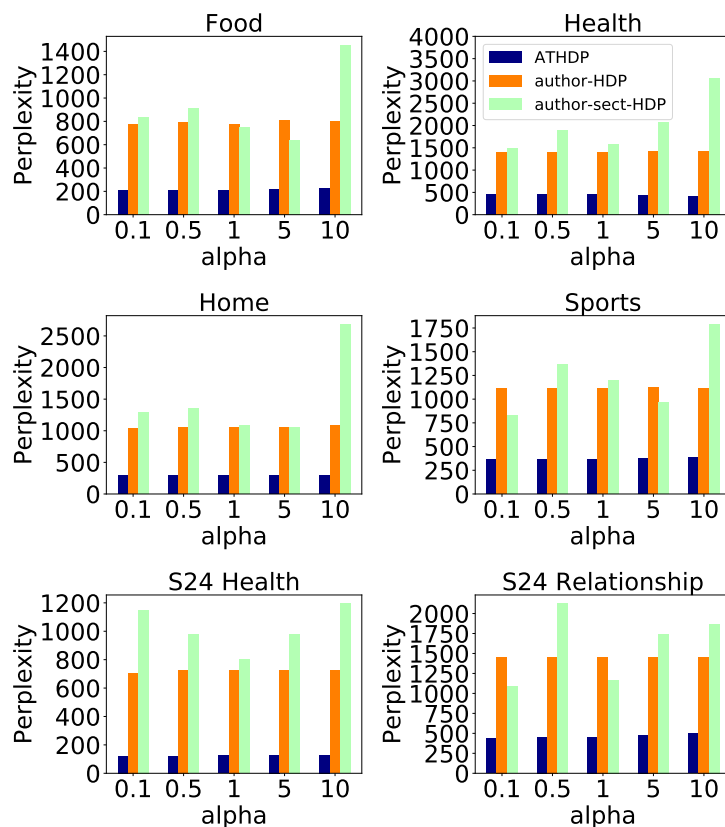 Food
Perplexity
1400
1200
1000
800
600
400
200
0
0.1 0.5 1 5 10
alpha
Health
Perplexity
4000
3500
3000
2500
2000
1500
1000
500
0
ATHDP
author-HDP
author-sect-HDP
0.1 0.5 1 5 10
alpha
Home
Perplexity
2500
2000
1500
1000
500
0
0.1 0.5 1 5 10
alpha
Sports
Perplexity
1750
1500
1250
1000
750
500
250
0
0.1 0.5 1 5 10
alpha
S24 Health
Perplexity
1200
1000
800
600
400
200
0
0.1 0.5 1 5 10
alpha
S24 Relationship
Perplexity
2000
1750
1500
1250
1000
750
500
250
0
0.1 0.5 1 5 10
alpha